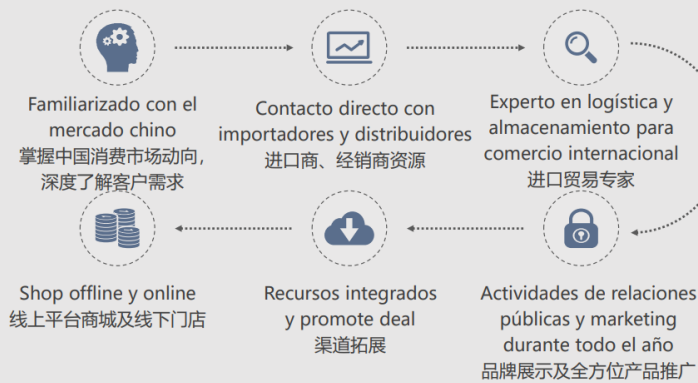 Familiarizado con el
mercado chino
掌握中国消费市场动向，
深度了解客户需求
Contacto directo con
importadores y distribuidores
进口商、经销商资源
Experto en logística y
almacenamiento para
comercio internacional
进口贸易专家
Actividades de relaciones
públicas y marketing
durante todo el año
品牌展示及全方位产品推广
Recursos integrados
y promote deal
渠道拓展
Shop offline y online
线上平台商城及线下门店